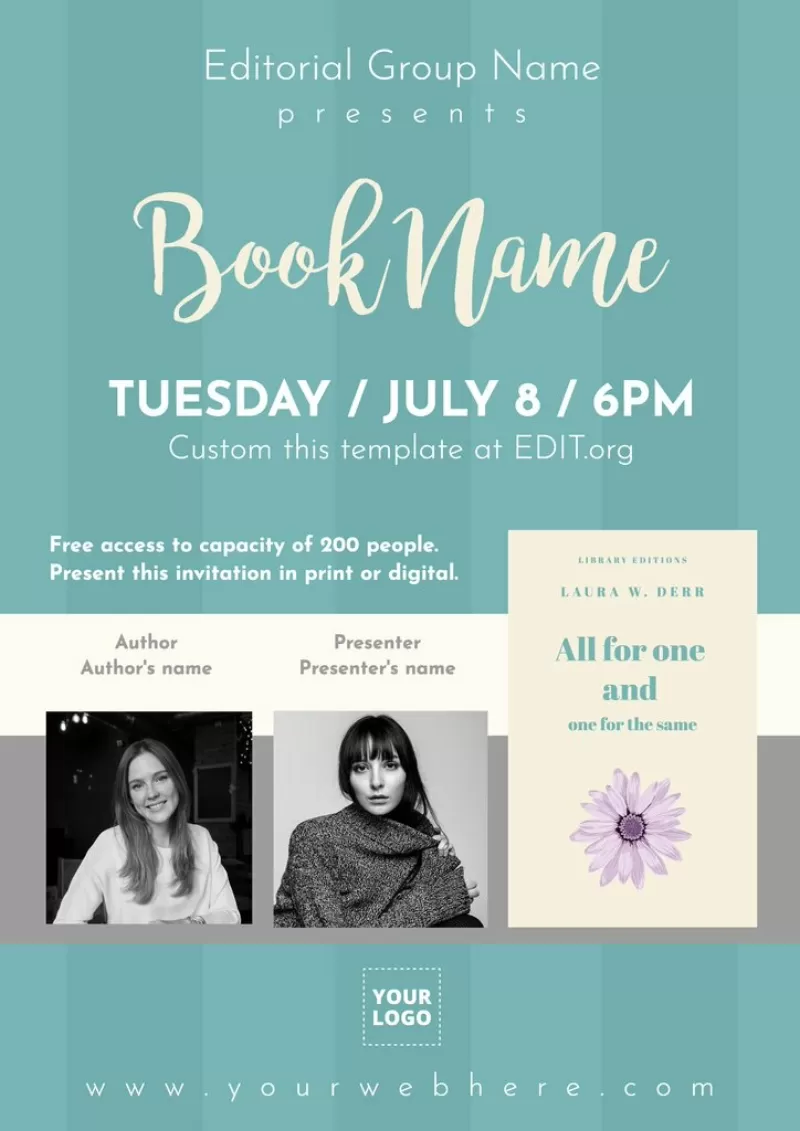 Editorial Group Name
presents
Book Name
TUESDAY / JULY 8 / 6PM
Custom this template at EDIT.org
Free access to capacity of 200 people.
Present this invitation in print or digital.
Author
Author's name
Presenter
Presenter's name
LIBRARY EDITIONS
LAURA W. DERR
All for one
and
one for the same
YOUR
LOGO
www.yourwebhere.com